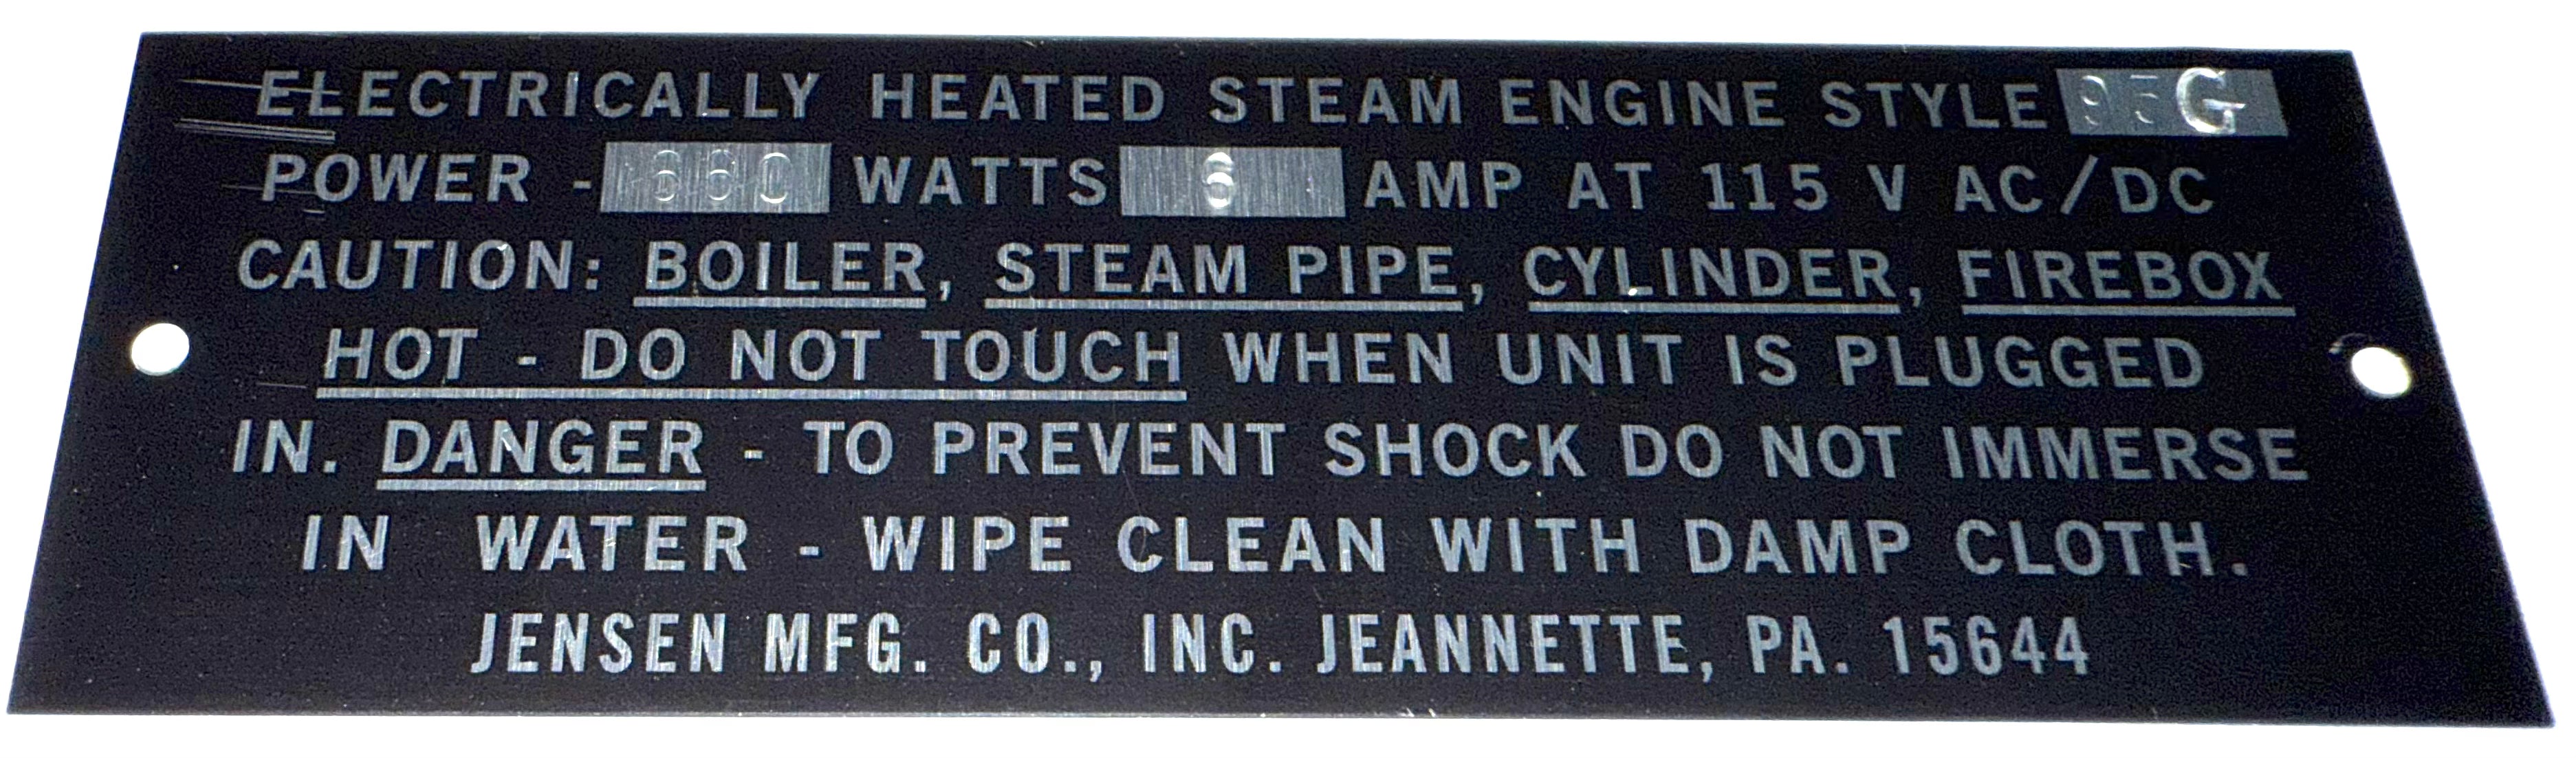 ELECTRICALLY HEATED STEAM ENGINE STYLE 95G
POWER - WATTS 6 AMP AT 115 V AC/DC
CAUTION: BOILER, STEAM PIPE, CYLINDER, FIREBOX
HOT - DO NOT TOUCH WHEN UNIT IS PLUGGED
IN. DANGER - TO PREVENT SHOCK DO NOT IMMERSE
IN WATER - WIPE CLEAN WITH DAMP CLOTH.
JENSEN MFG. CO., INC. JEANNETTE, PA. 15644